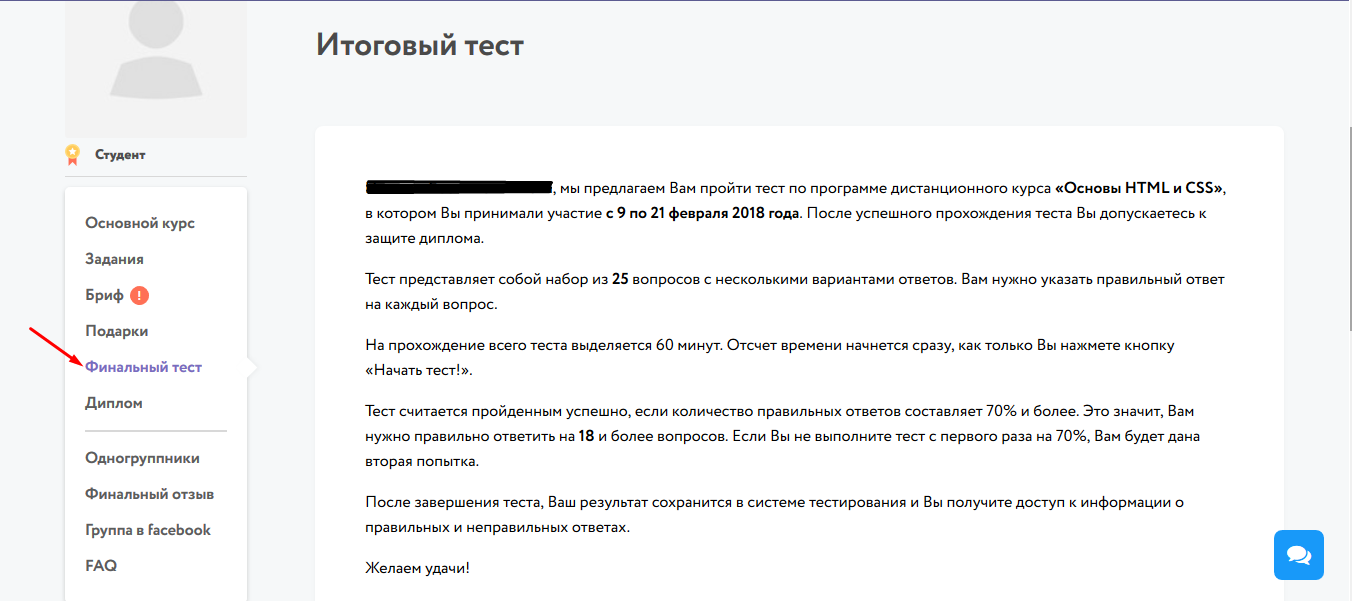 Итоговый тест
Студент
Основной курс
Задания
Бриф !
Подарки
Финальный тест
Диплом
Одногруппники
Финальный отзыв
Группа в facebook
FAQ
, мы предлагаем Вам пройти тест по программе дистанционного курса «Основы HTML и CSS»,
в котором Вы принимали участие с 9 по 21 февраля 2018 года. После успешного прохождения теста Вы допускаетесь к
защите диплома.
Тест представляет собой набор из 25 вопросов с несколькими вариантами ответов. Вам нужно указать правильный ответ
на каждый вопрос.
На прохождение всего теста выделяется 60 минут. Отсчет времени начнется сразу, как только Вы нажмете кнопку
«Начать тест!».
Тест считается пройденным успешно, если количество правильных ответов составляет 70% и более. Это значит, Вам
нужно правильно ответить на 18 и более вопросов. Если Вы не выполните тест с первого раза на 70%, Вам будет дана
вторая попытка.
После завершения теста, Ваш результат сохранится в системе тестирования и Вы получите доступ к информации о
правильных и неправильных ответах.
Желаем удачи!